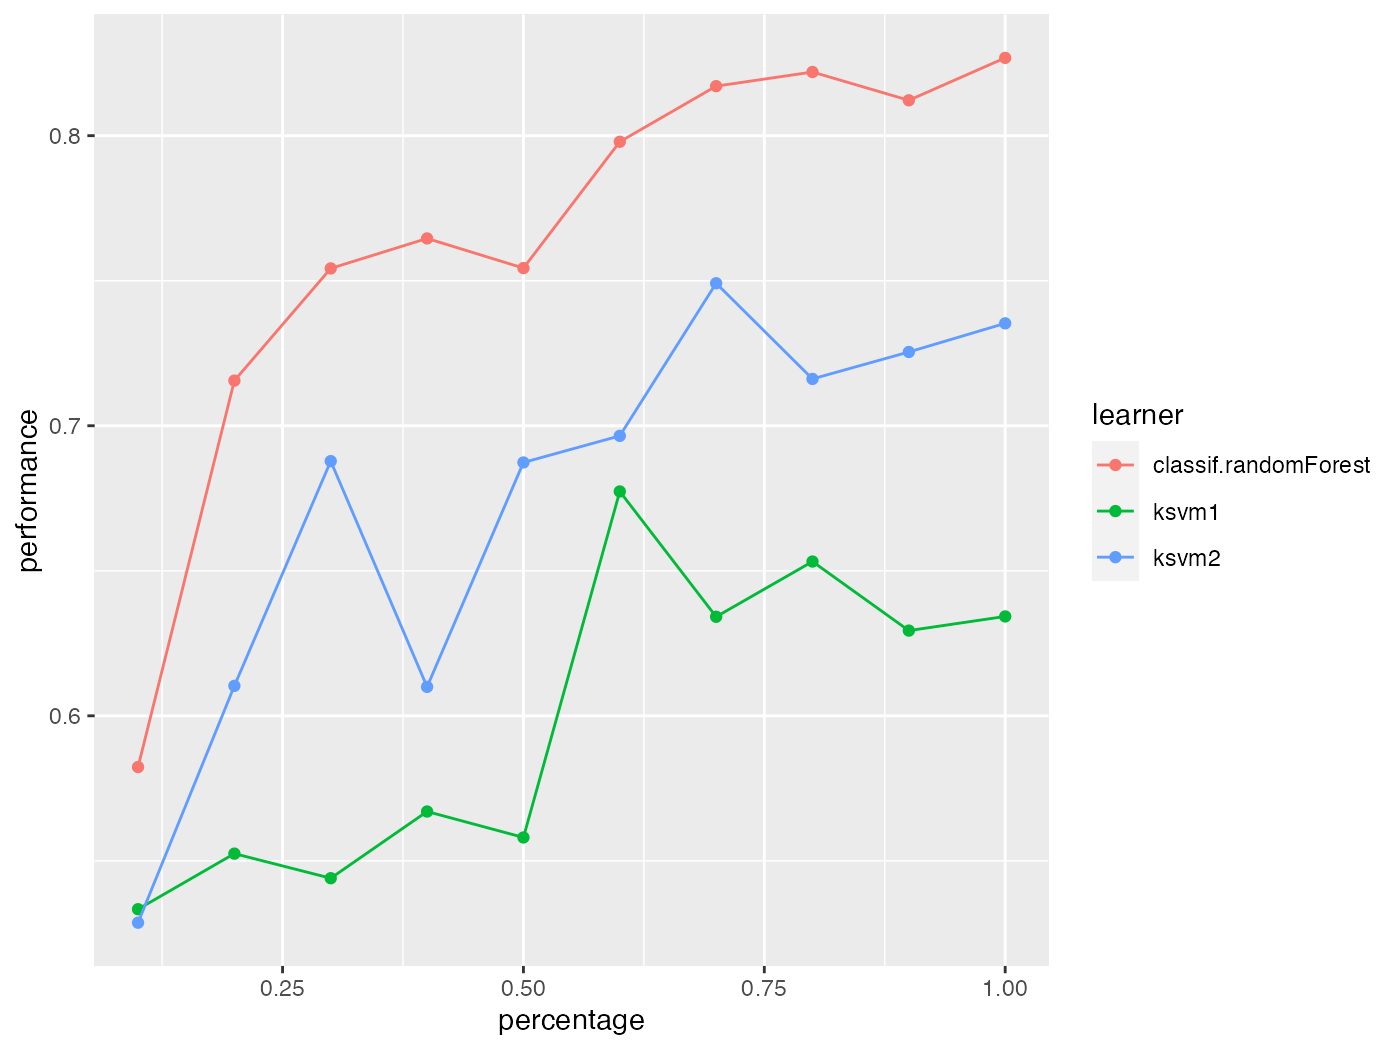 0.8
0.7
0.6
performance
0.25 0.50 0.75 1.00
percentage
learner
classif.randomForest
ksvm1
ksvm2